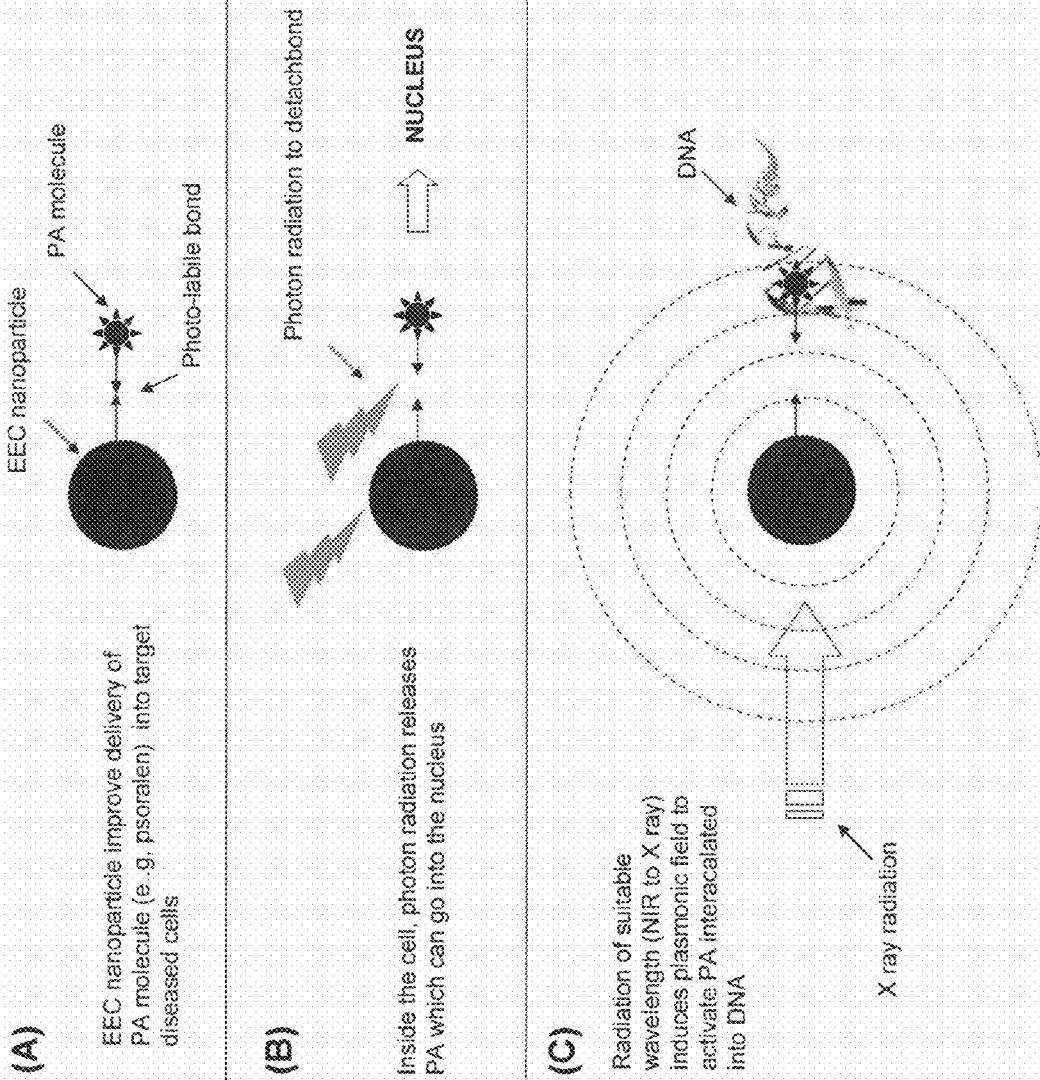 (A)
EEC nanoparticle
PA molecule
Photo-labile bond
EEC nanoparticle improve delivery of
PA molecule (e. g, psoralen) into target
diseased cells
(B)
Photon radiation to detachbond
NUCLEUS
Inside the cell, photon radiation releases
PA which can go into the nucleus
(C)
DNA
Radiation of suitable
wavelength (NIR to X ray)
induces plasmonic field to
activate PA interacalated
into DNA
X ray radiation